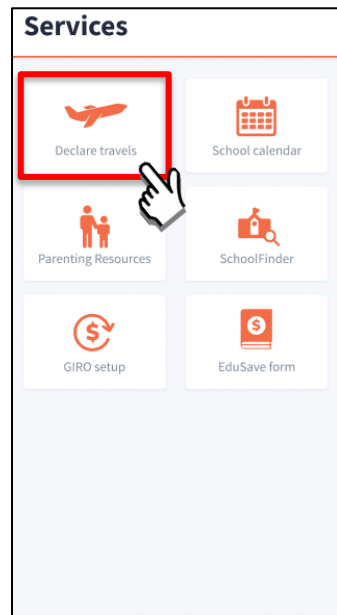 Services
Declare travels
School calendar
Parenting Resources
SchoolFinder
GIRO setup
EduSave form